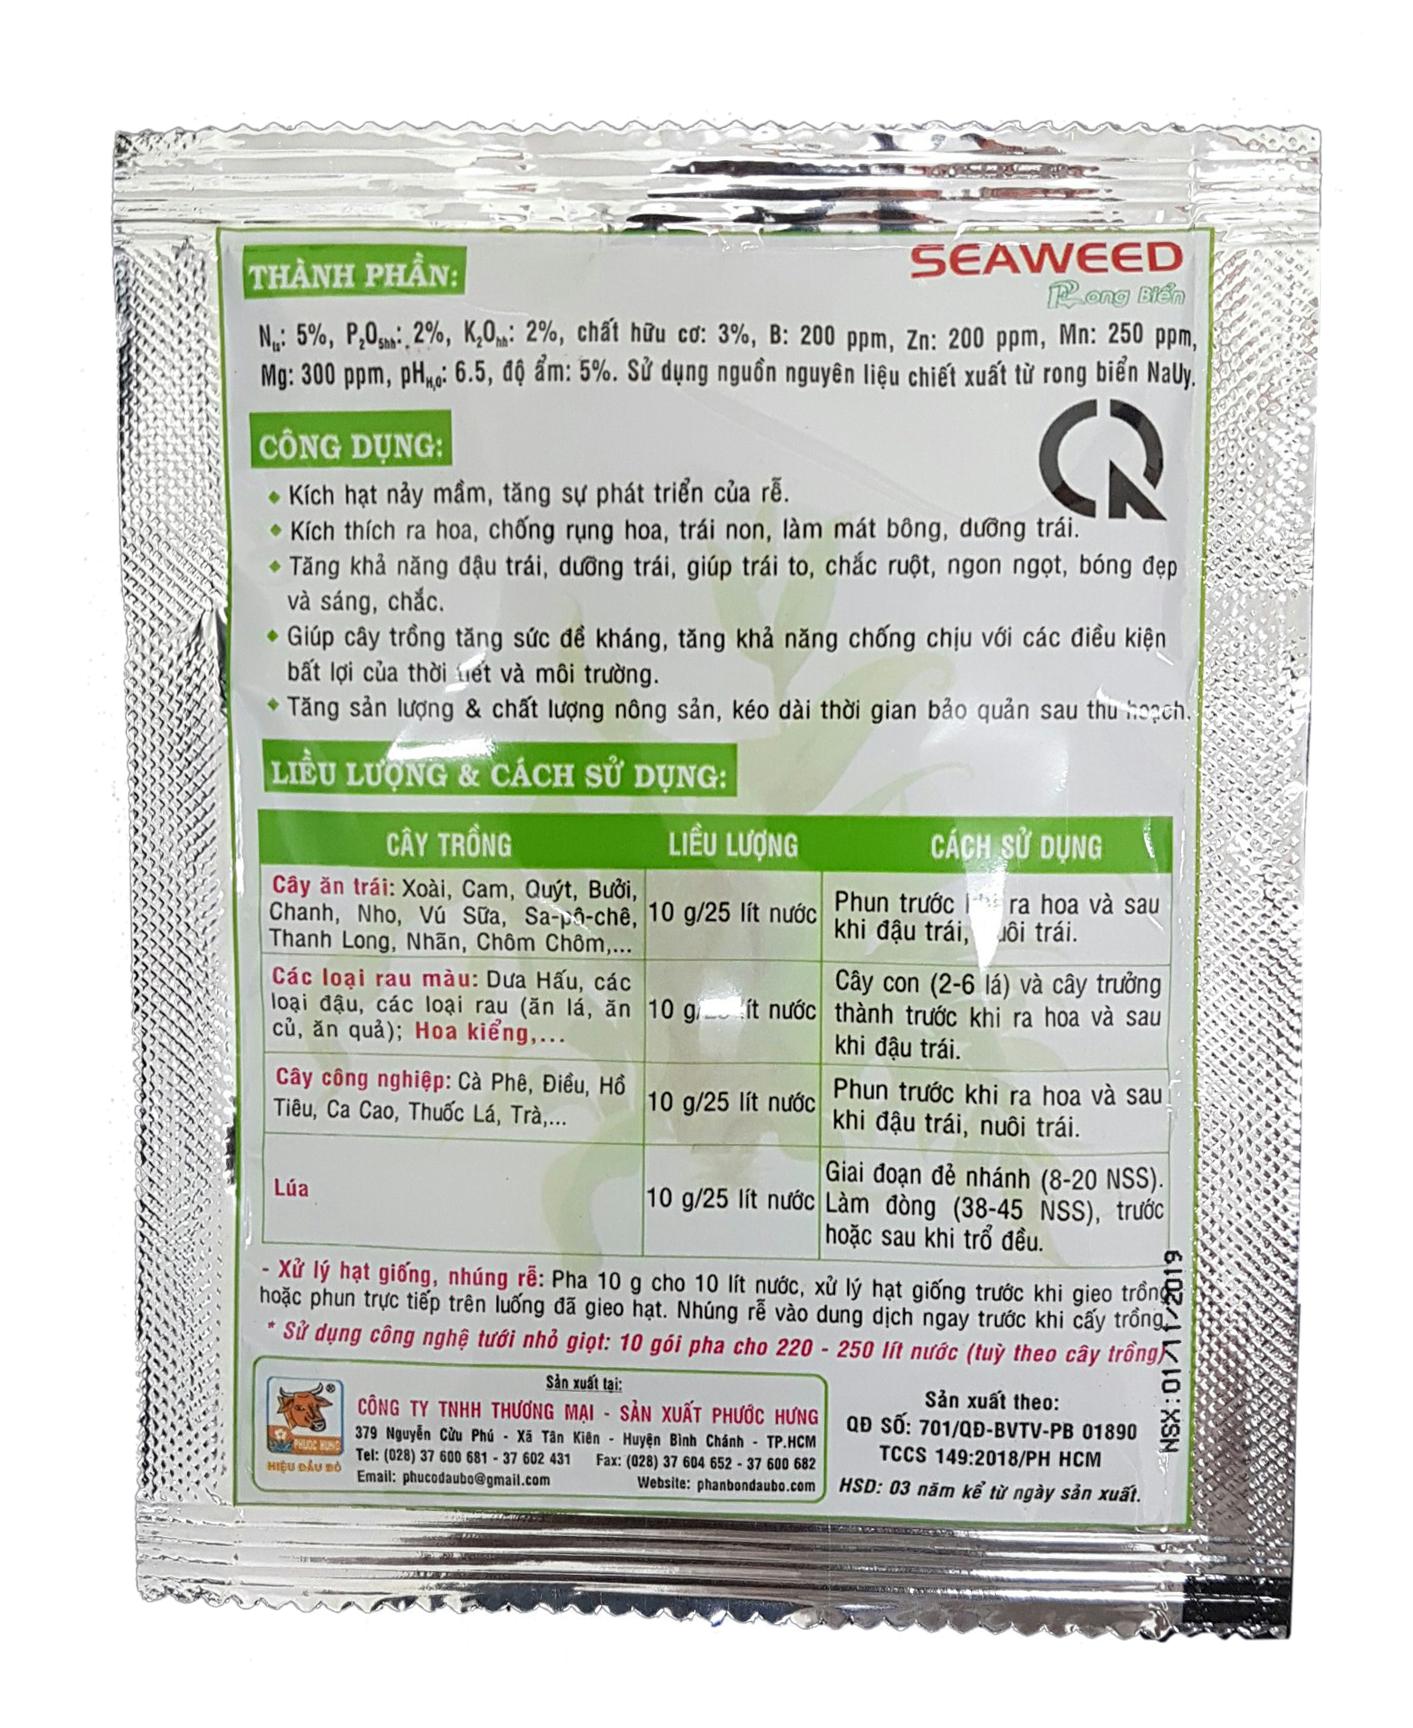 THÀNH PHẦN:
SEAWEED
Rong Biển
Nts: 5%, P2O5hh: 2%, K2Ohh: 2%, chất hữu cơ: 3%, B: 200 ppm, Zn: 200 ppm, Mn: 250 ppm,
Mg: 300 ppm, pHH2O: 6.5, độ ẩm: 5%. Sử dụng nguồn nguyên liệu chiết xuất từ rong biển NaUy.
CÔNG DỤNG:
CR
Kích hạt nảy mầm, tăng sự phát triển của rễ.
Kích thích ra hoa, chống rụng hoa, trái non, làm mát bông, dưỡng trái.
Tăng khả năng đậu trái, dưỡng trái, giúp trái to, chắc ruột, ngon ngọt, bóng đẹp
và sáng, chắc.
Giúp cây trồng tăng sức đề kháng, tăng khả năng chống chịu với các điều kiện
bất lợi của thời tiết và môi trường.
Tăng sản lượng & chất lượng nông sản, kéo dài thời gian bảo quản sau thu hoạch.
LIỀU LƯỢNG & CÁCH SỬ DỤNG:
CÂY TRỒNG LIỀU LƯỢNG CÁCH SỬ DỤNG
Cây ăn trái: Xoài, Cam, Quýt, Bưởi,
Chanh, Nho, Vú Sữa, Sa-pô-chê,
Thanh Long, Nhãn, Chôm Chôm,...
10 g/25 lít nước
Phun trước ra hoa và sau
khi đậu trái, nuôi trái.
Các loại rau màu: Dưa Hấu, các
loại đậu, các loại rau (ăn lá, ăn
củ, ăn quả); Hoa kiểng,...
10 g/ lít nước
Cây con (2-6 lá) và cây trưởng
thành trước khi ra hoa và sau
khi đậu trái.
Cây công nghiệp: Cà Phê, Điều, Hồ
Tiêu, Ca Cao, Thuốc Lá, Trà,...
10 g/25 lít nước
Phun trước khi ra hoa và sau
khi đậu trái, nuôi trái.
Lúa
10 g/25 lít nước
Giai đoạn đẻ nhánh (8-20 NSS).
Làm đòng (38-45 NSS), trước
hoặc sau khi trổ đều.
- Xử lý hạt giống, nhúng rễ: Pha 10 g cho 10 lít nước, xử lý hạt giống trước khi gieo trồng
hoặc phun trực tiếp trên luống đã gieo hạt. Nhúng rễ vào dung dịch ngay trước khi cấy trồng.
* Sử dụng công nghệ tưới nhỏ giọt: 10 gói pha cho 220 - 250 lít nước (tuỳ theo cây trồng)
NSX:01/11/2019
Sản xuất tại:
CÔNG TY TNHH THƯƠNG MẠI - SẢN XUẤT PHƯỚC HƯNG
379 Nguyễn Cửu Phú - Xã Tân Kiên - Huyện Bình Chánh - TP.HCM
Tel: (028) 37 600 681 - 37 602 431 Fax: (028) 37 604 652 - 37 600 682
Email: phucodaubo@gmail.com Website: phanbondaubo.com
®
PHUOC HUNG
HIỆU ĐẦU BÒ
Sản xuất theo:
QĐ SỐ: 701/QĐ-BVTV-PB 01890
TCCS 149:2018/PH HCM
HSD: 03 năm kể từ ngày sản xuất.